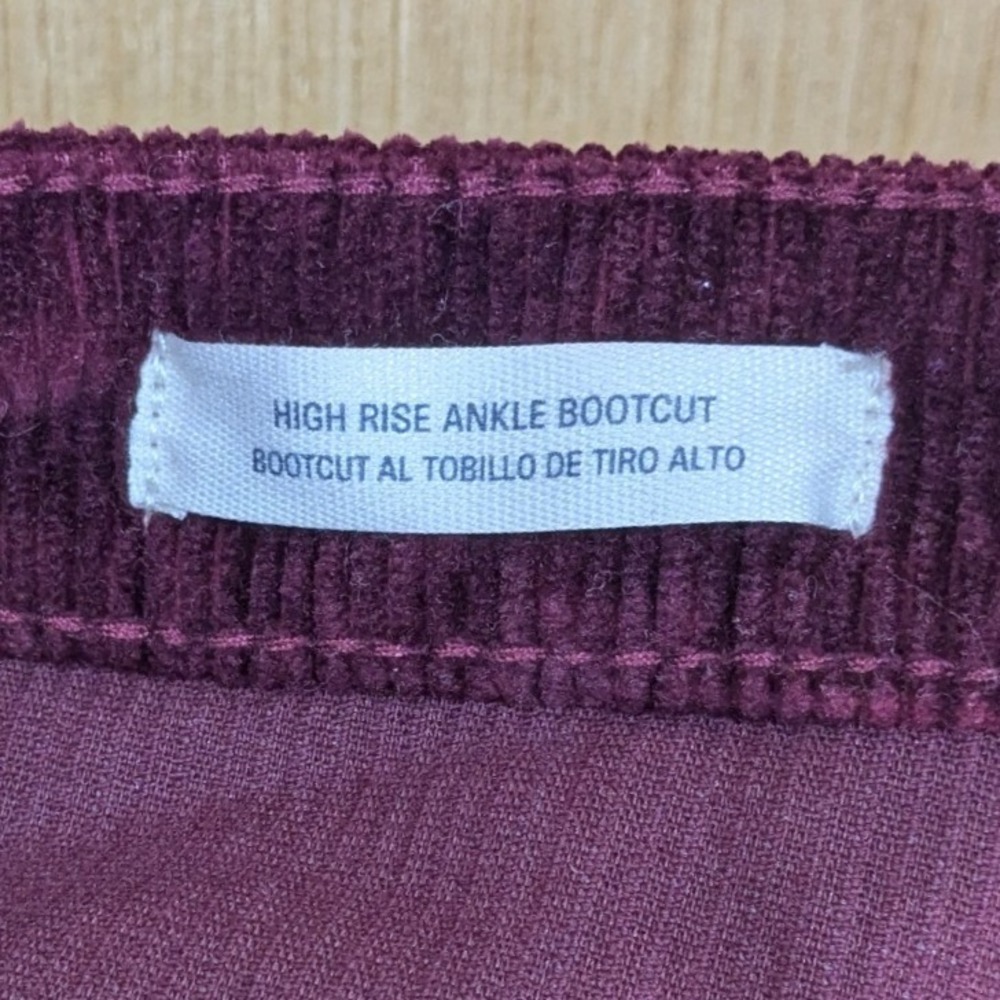 HIGH RISE ANKLE BOOTCUT
BOOTCUT AL TOBILLO DE TIRO ALTO